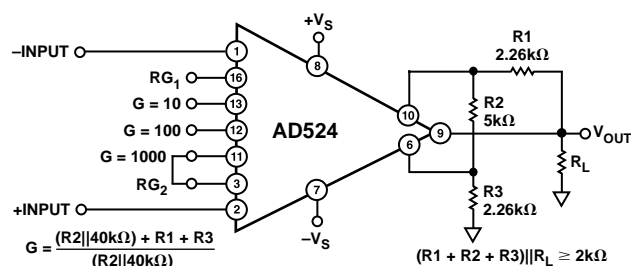 –INPUT
1
RG1
16
G = 10
13
G = 100
12
G = 1000
11
RG2
3
+INPUT
2
+VS
8
AD524
7
–VS
10
6
9
R1
2.26kΩ
R2
5kΩ
R3
2.26kΩ
VOUT
RL
G = (R2||40kΩ) + R1 + R3
(R2||40kΩ)
(R1 + R2 + R3)||RL ≥ 2kΩ